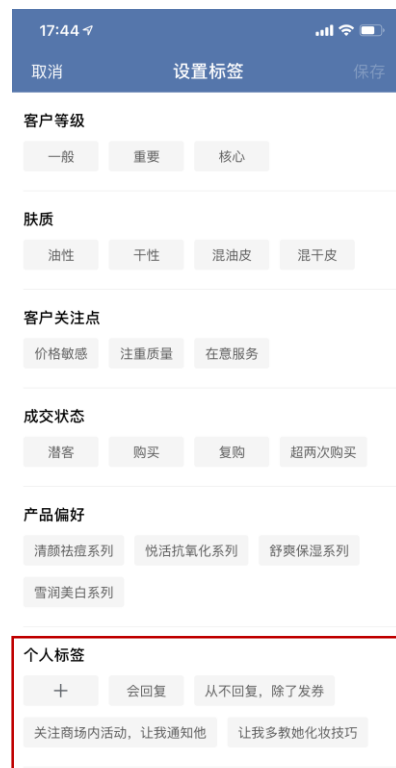 17:44
取消 设置标签 保存
客户等级
一般 重要 核心
肤质
油性 干性 混油皮 混干皮
客户关注点
价格敏感 注重质量 在意服务
成交状态
潜客 购买 复购 超两次购买
产品偏好
清颜祛痘系列 悦活抗氧化系列 舒爽保湿系列
雪润美白系列
个人标签
+ 会回复 从不回复，除了发券
关注商场内活动，让我通知他 让我多教她化妆技巧